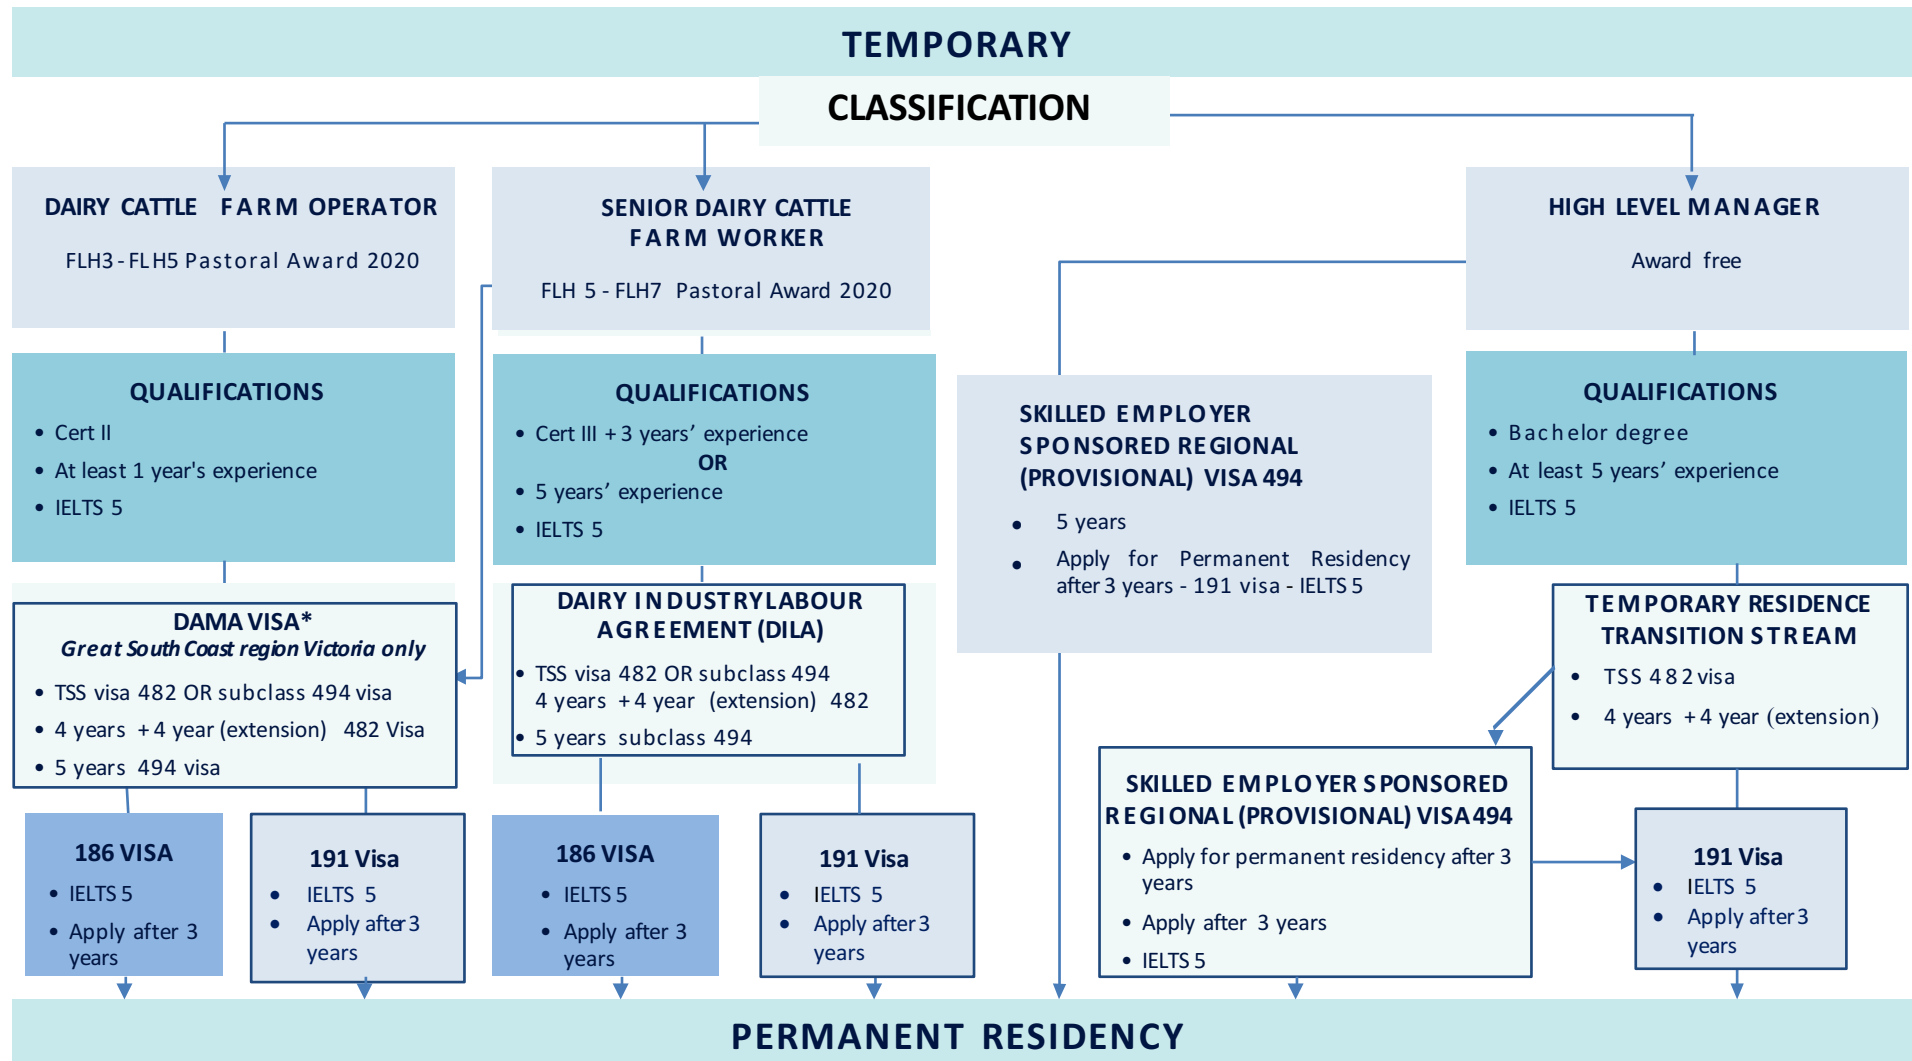 TEMPORARY
CLASSIFICATION
DAIRY CATTLE FARM OPERATOR
FLH3-FLH5 Pastoral Award 2020
QUALIFICATIONS
• Cert II
• At least 1 year's experience
• IELTS 5
DAMA VISA*
Great South Coast region Victoria only
• TSS visa 482 OR subclass 494 visa
• 4 years + 4 year (extension) 482 Visa
• 5 years 494 visa
186 VISA
• IELTS 5
• Apply after 3
years
191 Visa
• IELTS 5
• Apply after 3
years
SENIOR DAIRY CATTLE
FARM WORKER
FLH 5 - FLH7 Pastoral Award 2020
QUALIFICATIONS
• Cert III + 3 years’ experience
OR
• 5 years’ experience
• IELTS 5
DAIRY INDUSTRY LABOUR
AGREEMENT (DILA)
• TSS visa 482 OR subclass 494
4 years + 4 year (extension) 482
• 5 years subclass 494
186 VISA
• IELTS 5
• Apply after 3
years
191 Visa
• IELTS 5
• Apply after 3
years
SKILLED EMPLOYER
SPONSORED REGIONAL
(PROVISIONAL) VISA 494
• 5 years
• Apply for Permanent Residency
after 3 years - 191 visa - IELTS 5
HIGH LEVEL MANAGER
Award free
QUALIFICATIONS
• Bachelor degree
• At least 5 years’ experience
• IELTS 5
TEMPORARY RESIDENCE
TRANSITION STREAM
• TSS 482 visa
• 4 years + 4 year (extension)
SKILLED EMPLOYER SPONSORED
REGIONAL (PROVISIONAL) VISA 494
• Apply for permanent residency after 3
years
• Apply after 3 years
• IELTS 5
191 Visa
• IELTS 5
• Apply after 3
years
PERMANENT RESIDENCY